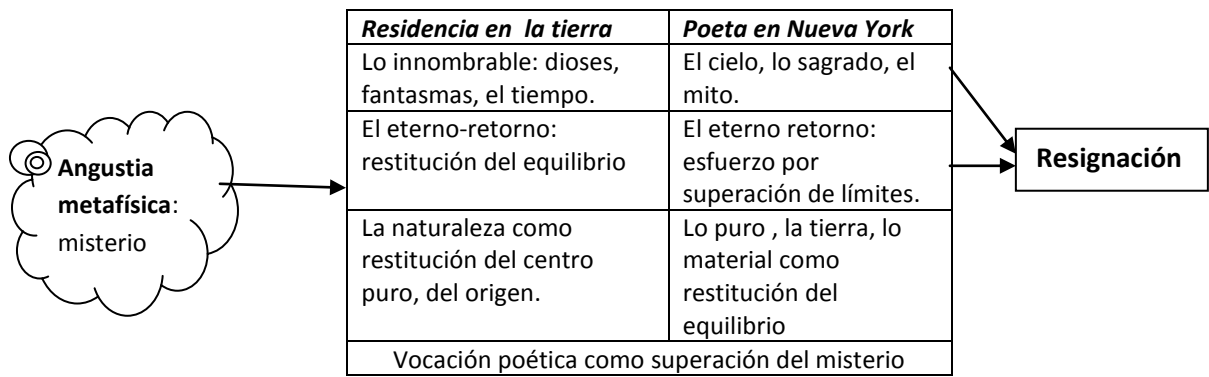 Angustia
metafísica:
misterio
Residencia en la tierra
Poeta en Nueva York
Lo innombrable: dioses,
fantasmas, el tiempo.
El cielo, lo sagrado, el
mito.
El eterno-retorno:
restitución del equilibrio
El eterno retorno:
esfuerzo por
superación de límites.
La naturaleza como
restitución del centro
puro, del origen.
Lo puro , la tierra, lo
material como
restitución del
equilibrio
Vocación poética como superación del misterio
Resignación